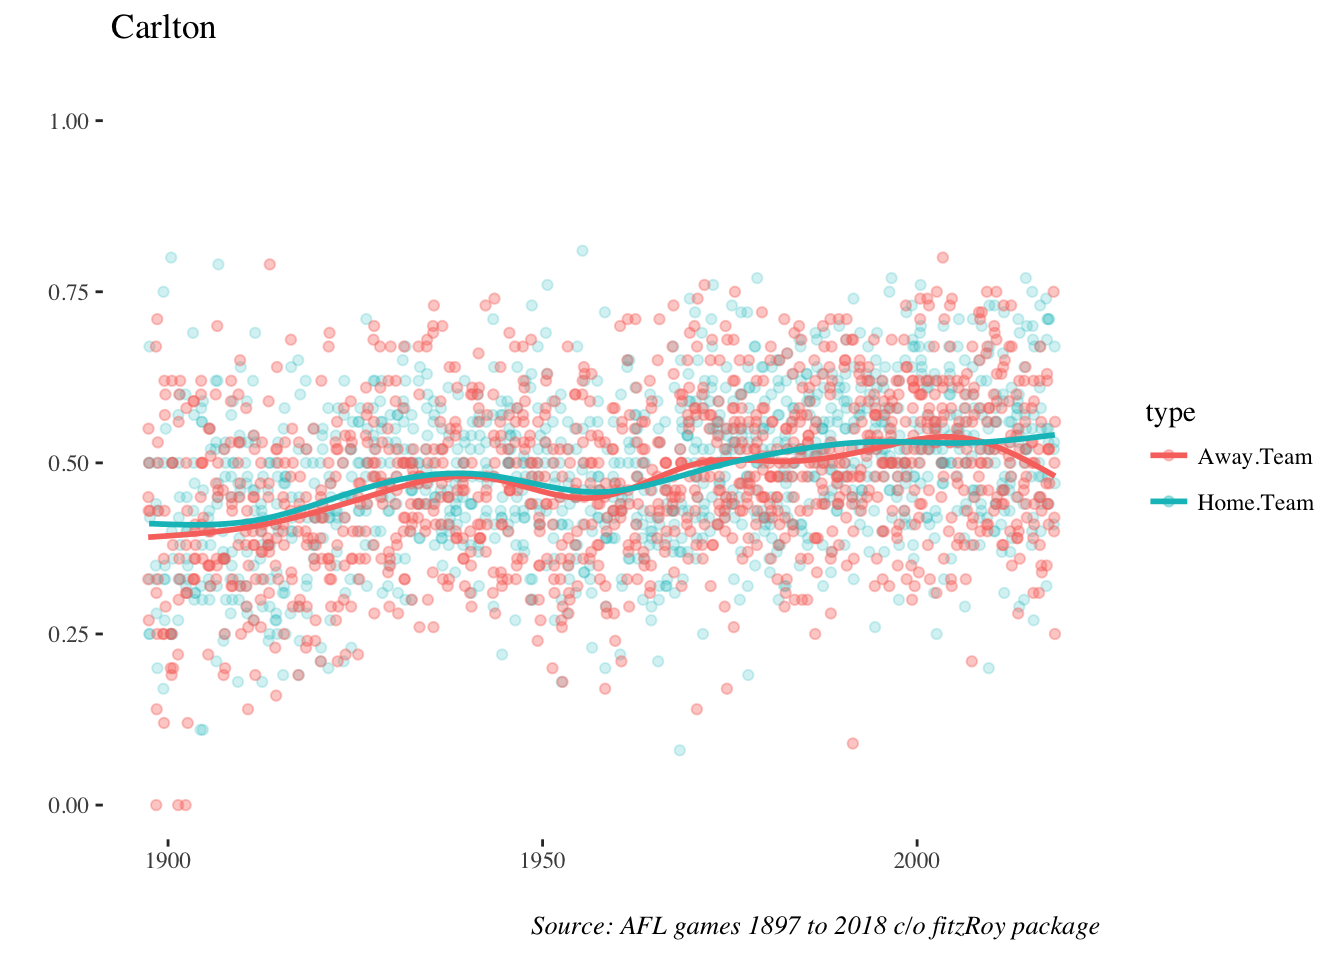 Carlton
1.00
0.75
0.50
0.25
0.00
1900 1950 2000
type
Away.Team
Home.Team
Source: AFL games 1897 to 2018 c/o fitzRoy package